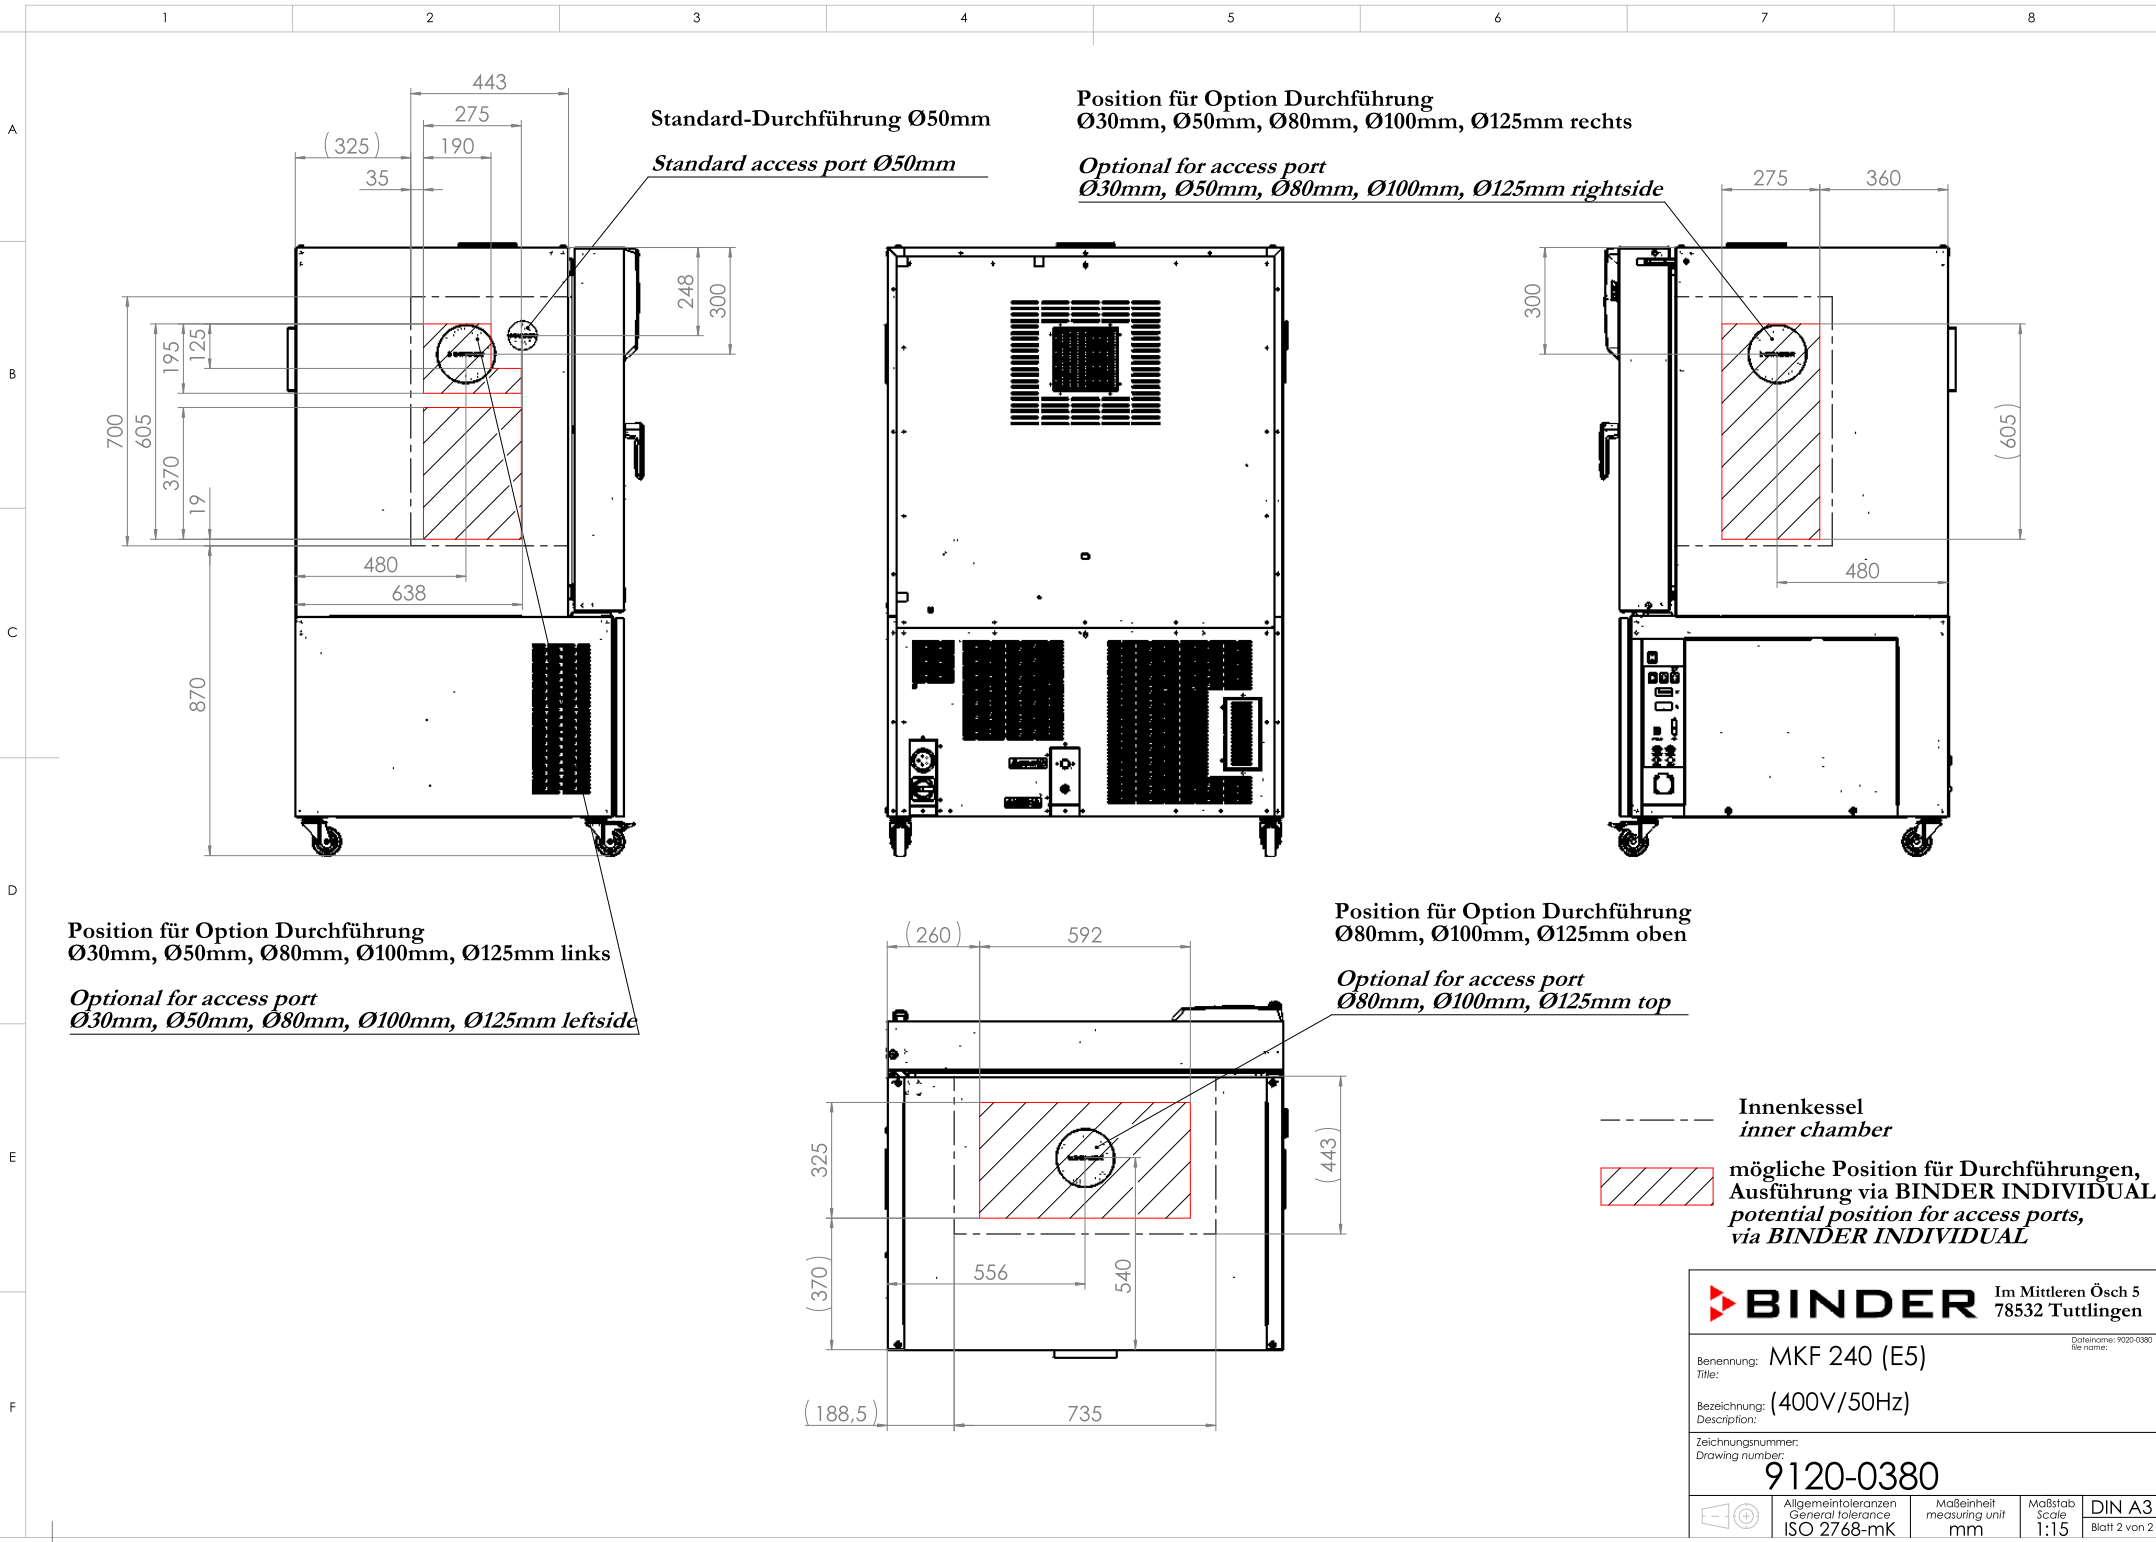 1 2 3 4 5 6 7 8
A
B
C
D
E
F
443
275
(325)
190
35
Standard-Durchführung Ø50mm
Standard access port Ø50mm
Position für Option Durchführung
Ø30mm, Ø50mm, Ø80mm, Ø100mm, Ø125mm rechts
Optional for access port
Ø30mm, Ø50mm, Ø80mm, Ø100mm, Ø125mm rightside
275
360
248
300
300
125
195
700
605
370
19
480
638
870
(605)
480
Position für Option Durchführung
Ø30mm, Ø50mm, Ø80mm, Ø100mm, Ø125mm links
Optional for access port
Ø30mm, Ø50mm, Ø80mm, Ø100mm, Ø125mm leftside
(260)
592
Position für Option Durchführung
Ø80mm, Ø100mm, Ø125mm oben
Optional for access port
Ø80mm, Ø100mm, Ø125mm top
325
(443)
(370)
556
540
(188,5)
735
Innenkessel
inner chamber
mögliche Position für Durchführungen,
Ausführung via BINDER INDIVIDUAL
potential position for access ports,
via BINDER INDIVIDUAL
BINDER
Im Mittleren Ösch 5
78532 Tuttlingen
Dateiname: 9020-0380
file name:
Benennung: MKF 240 (E5)
Title:
Bezeichnung: (400V/50Hz)
Description:
Zeichnungsnummer:
Drawing number:
9120-0380
Allgemeintoleranzen
General tolerance
ISO 2768-mK
Maßeinheit
measuring unit
mm
Maßstab
Scale
1:15
DIN A3
Blatt 2 von 2